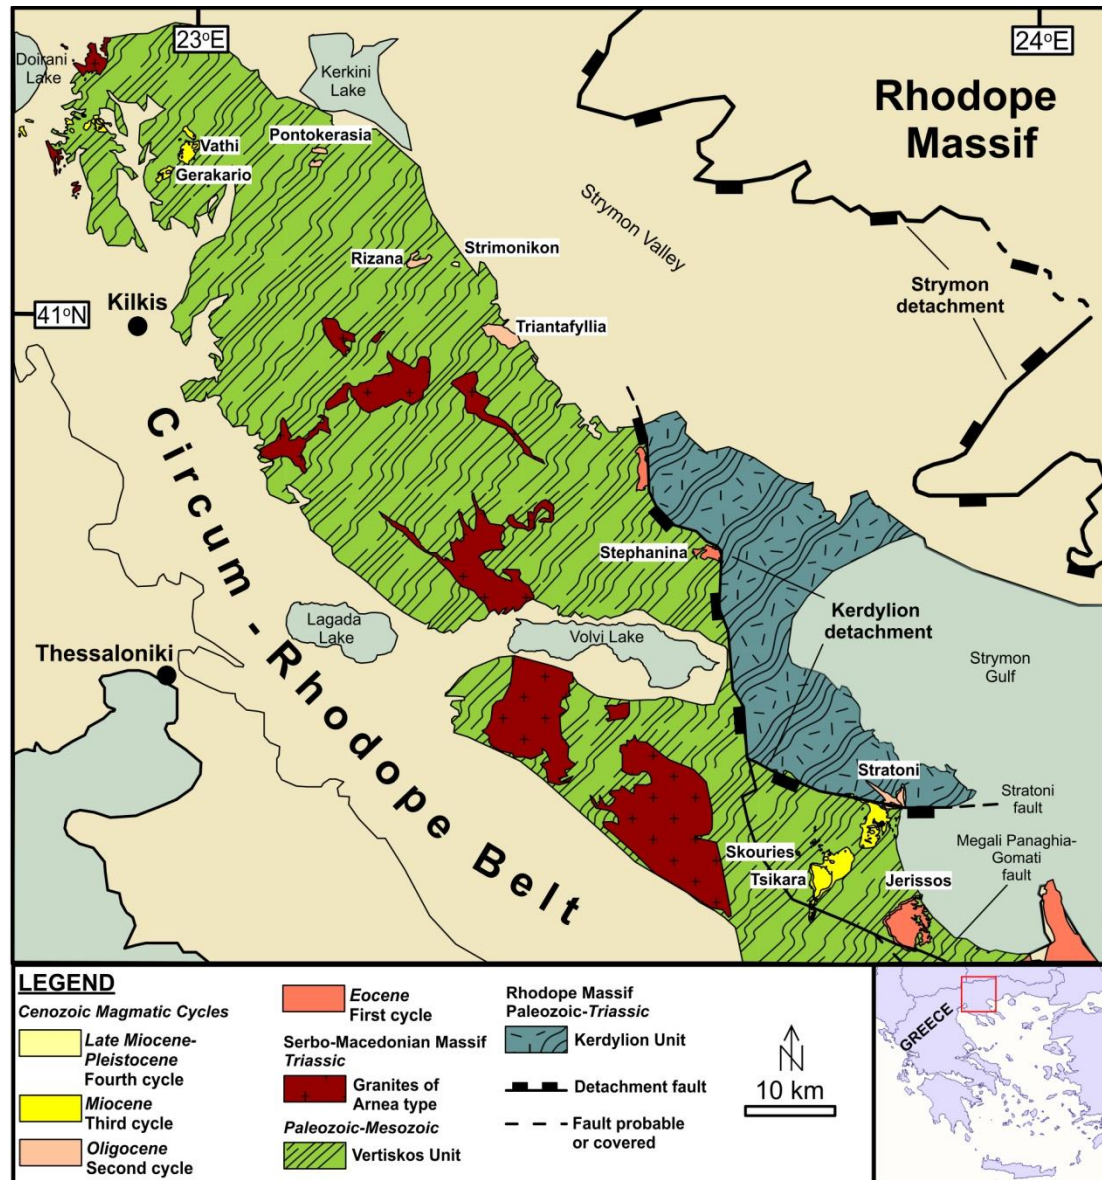 23°E
24°E
Doirani
Lake
Kerkini
Lake
Rhodope
Massif
Pontokerasia
Vathi
Gerakario
Strymon Valley
Rizana
Strimonikon
Strymon
detachment
41°N
Kilkis
Triantafyllia
Circum - Rhodope Belt
Stephanina
Kerdylion
detachment
Lagada
Lake
Volvi Lake
Thessaloniki
Strymon
Gulf
Stratoni
Stratoni
fault
Megali Panaghia-
Gomati
fault
Skouries
Tsikara
Jerissos
LEGEND
Cenozoic Magmatic Cycles
Late Miocene-
Pleistocene
Fourth cycle
Miocene
Third cycle
Oligocene
Second cycle
Eocene
First cycle
Serbo-Macedonian Massif
Triassic
Granites of
Arnea type
Paleozoic-Mesozoic
Vertiskos Unit
Rhodope Massif
Paleozoic-Triassic
Kerdylion Unit
Detachment fault
Fault probable
or covered
N
10 km
GREECE